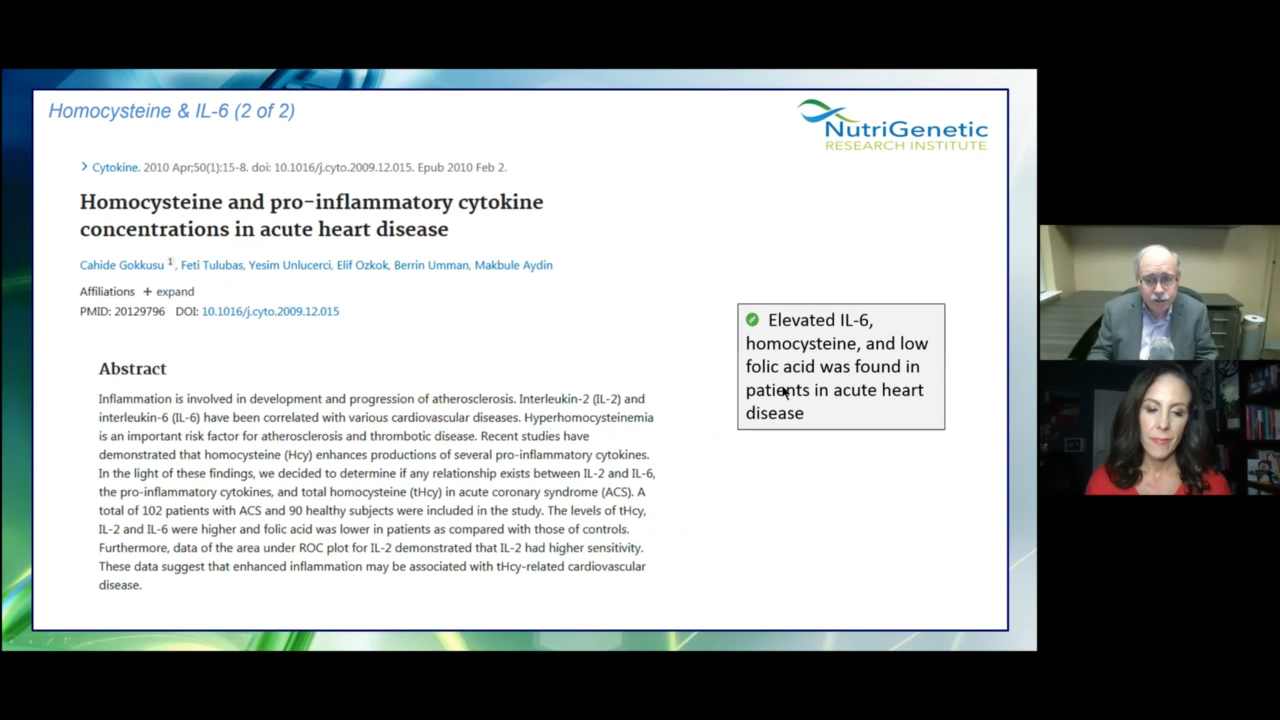 Homocysteine & IL-6 (2 of 2)
NutriGenetic
RESEARCH INSTITUTE
> Cytokine. 2010 Apr;50(1):15-8. doi: 10.1016/j.cyto.2009.12.015. Epub 2010 Feb 2.
Homocysteine and pro-inflammatory cytokine
concentrations in acute heart disease
Cahide Gokkusu 1, Feti Tulubas, Yesim Unlucerci, Elif Ozkok, Berrin Umman, Makbule Aydin
Affiliations + expand
PMID: 20129796 DOI: 10.1016/j.cyto.2009.12.015
Abstract
Inflammation is involved in development and progression of atherosclerosis. Interleukin-2 (IL-2) and
interleukin-6 (IL-6) have been correlated with various cardiovascular diseases. Hyperhomocysteinemia
is an important risk factor for atherosclerosis and thrombotic disease. Recent studies have
demonstrated that homocysteine (Hcy) enhances productions of several pro-inflammatory cytokines.
In the light of these findings, we decided to determine if any relationship exists between IL-2 and IL-6,
the pro-inflammatory cytokines, and total homocysteine (tHcy) in acute coronary syndrome (ACS). A
total of 102 patients with ACS and 90 healthy subjects were included in the study. The levels of tHcy,
IL-2 and IL-6 were higher and folic acid was lower in patients as compared with those of controls.
Furthermore, data of the area under ROC plot for IL-2 demonstrated that IL-2 had higher sensitivity.
These data suggest that enhanced inflammation may be associated with tHcy-related cardiovascular
disease.
Elevated IL-6,
homocysteine, and low
folic acid was found in
patients in acute heart
disease